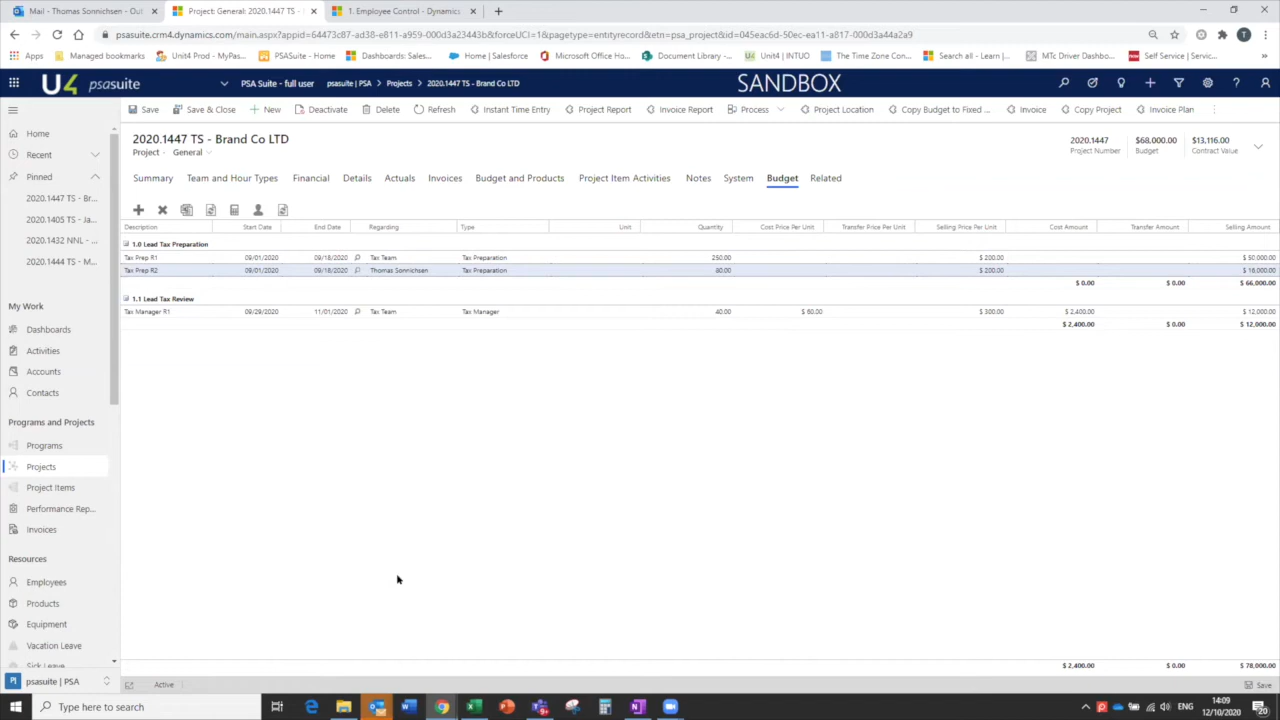 Mail - Thomas Sonnichsen - Out
Project: General: 2020.1447 TS -
1. Employee Control - Dynamics
psasuite.crm4.dynamics.com/main.aspx?appid=64473c87-ad38-e811-a959-000d3a23443b&forceUCI=1&pagetype=entityrecord&etn=psa_project&id=045eac6d-50ec-ea11-a817-000d3a44a2a9
Apps Managed bookmarks Unit4 Prod - MyPas... PSASuite - Home Dashboards: Sales... Home | Salesforce Microsoft Office Ho... Document Library -... Unit4 | INTUO The Time Zone Con... Search all - Learn |... MTc Driver Dashbo... Self Service | Servic... »
U4 psasuite PSA Suite - full user psasuite | PSA > Projects > 2020.1447 TS - Brand Co LTD SANDBOX
Save Save & Close New Deactivate Delete Refresh Instant Time Entry Project Report Invoice Report Process Project Location Copy Budget to Fixed ... Invoice Copy Project Invoice Plan
2020.1447 TS - Brand Co LTD
Project · General
2020.1447 $68,000.00 $13,116.00
Project Number Budget Contract Value
Summary Team and Hour Types Financial Details Actuals Invoices Budget and Products Project Item Activities Notes System Budget Related
Home
Recent
Pinned
2020.1447 TS - Br...
2020.1405 TS - Ja...
2020.1432 NNL - ...
2020.1444 TS - M...
My Work
Dashboards
Activities
Accounts
Contacts
Programs and Projects
Programs
Projects
Project Items
Performance Rep...
Invoices
Resources
Employees
Products
Equipment
Vacation Leave
Sick Leave
PJ psasuite | PSA
Description Start Date End Date Regarding Type Unit Quantity Cost Price Per Unit Transfer Price Per Unit Selling Price Per Unit Cost Amount Transfer Amount Selling Amount
1.0 Lead Tax Preparation
Tax Prep R1 09/01/2020 09/18/2020 Tax Team Tax Preparation 250.00 $ 200.00 $ 50,000.00
Tax Prep R2 09/01/2020 09/18/2020 Thomas Sonnichsen Tax Preparation 80.00 $ 200.00 $ 16,000.00
$ 0.00 $ 0.00 $ 66,000.00
1.1 Lead Tax Review
Tax Manager R1 09/29/2020 11/01/2020 Tax Team Tax Manager 40.00 $ 60.00 $ 300.00 $ 2,400.00 $ 12,000.00
$ 2,400.00 $ 0.00 $ 12,000.00
$ 2,400.00 $ 0.00 $ 78,000.00
Active Save
Type here to search
ENG
14:09
12/10/2020
20